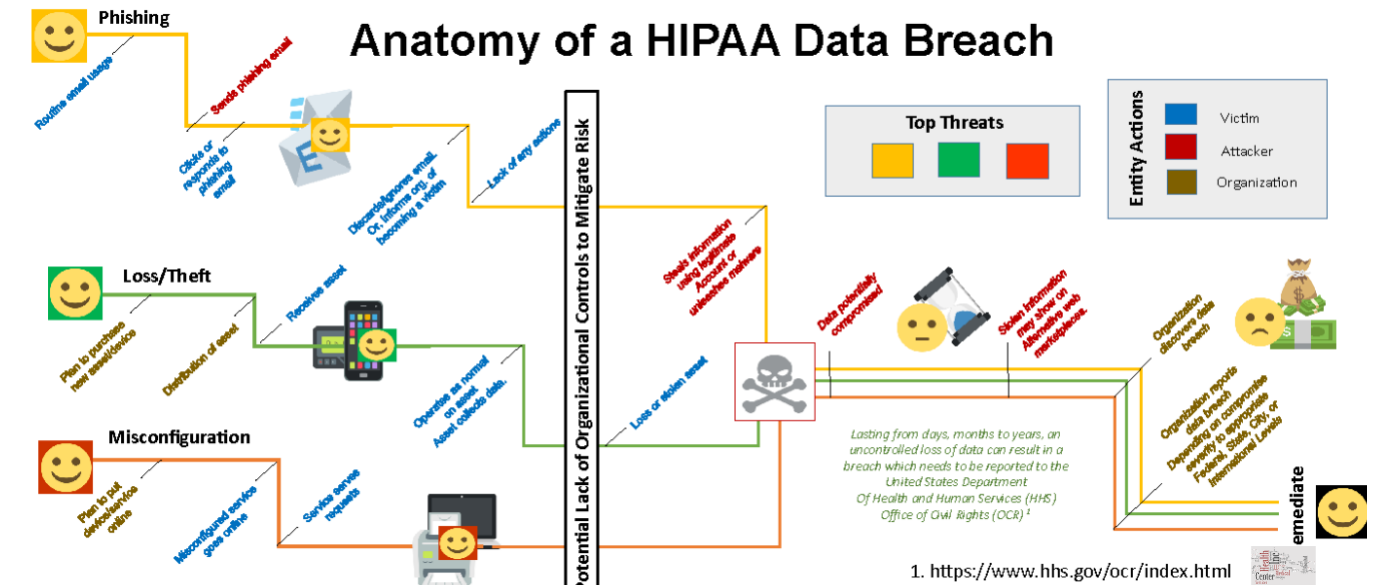 Anatomy of a HIPAA Data Breach
Phishing
Routine email usage
Sends phishing email
Clicks or
responds to
phishing
email
E
Discards/ignores email.
Or, informs org. of
becoming a victim
Lack of any actions
Loss/Theft
Plan to purchase
new asset/device
Distribution of asset
Receives asset
Operates as normal
on asset
Asset collects data.
Misconfiguration
Plan to put
device/service
online
Misconfigured service
goes online
Service serves
requests
Potential Lack of Organizational Controls to Mitigate Risk
Steals information
using legitimate
Account or
unleashes malware
Loss or stolen asset
Top Threats
Entity Actions
Victim
Attacker
Organization
Data potentially
compromised
Stolen information
may show on
Alternative web
marketpieces.
Organization
discovers data
breach
Organization reports
data breach
Depending on compromise
severity to appropriate
Federal, State, City, or
International Levels
Lasting from days, months to years, an
uncontrolled loss of data can result in a
breach which needs to be reported to the
United States Department
Of Health and Human Services (HHS)
Office of Civil Rights (OCR) 1
emediate
1. https://www.hhs.gov/ocr/index.html
Health
Center